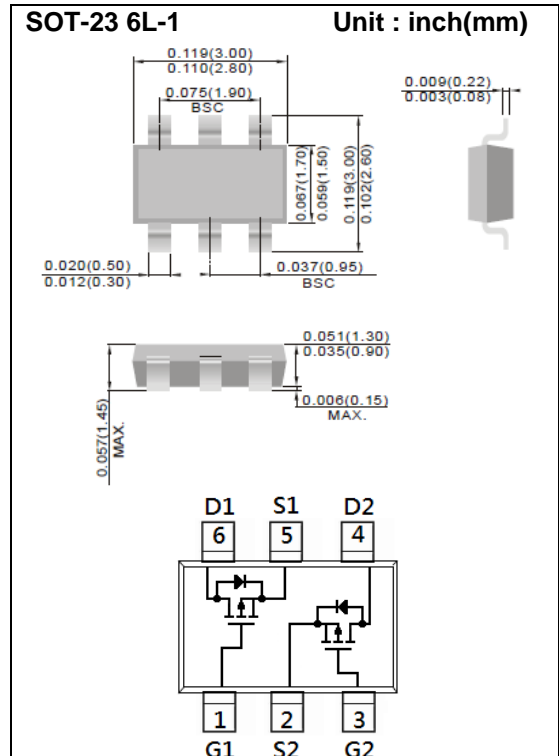 SOT-23 6L-1 Unit : inch(mm)
0.119(3.00)
0.110(2.80)
0.075(1.90)
BSC
0.009(0.22)
0.003(0.08)
0.067(1.70)
0.059(1.50)
0.119(3.00)
0.102(2.60)
0.020(0.50)
0.012(0.30)
0.037(0.95)
BSC
0.051(1.30)
0.035(0.90)
0.006(0.15)
MAX.
0.057(1.45)
MAX.
D1 S1 D2
6 5 4
1 2 3
G1 S2 G2